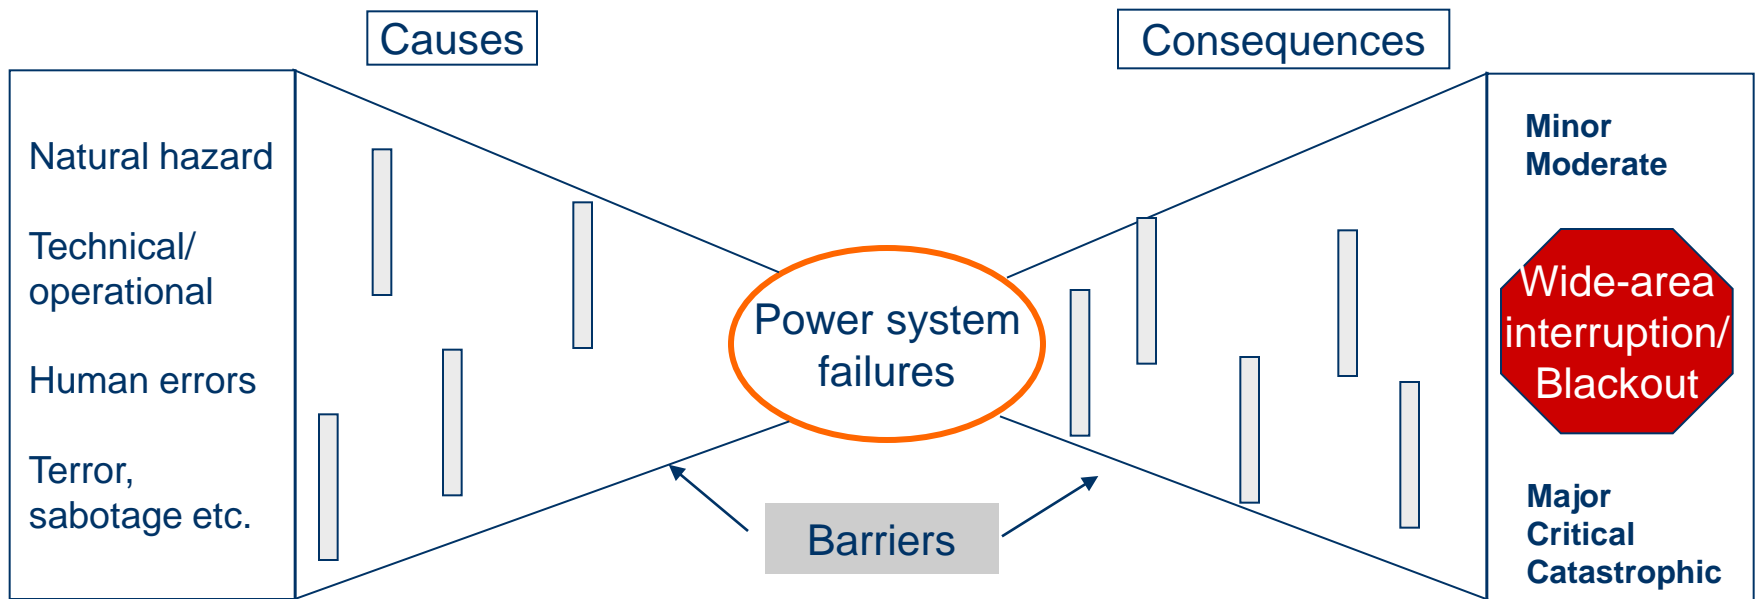 Causes
Consequences
Natural hazard
Technical/
operational
Human errors
Terror,
sabotage etc.
Power system
failures
Barriers
Minor
Moderate
Wide-area
interruption/
Blackout
Major
Critical
Catastrophic